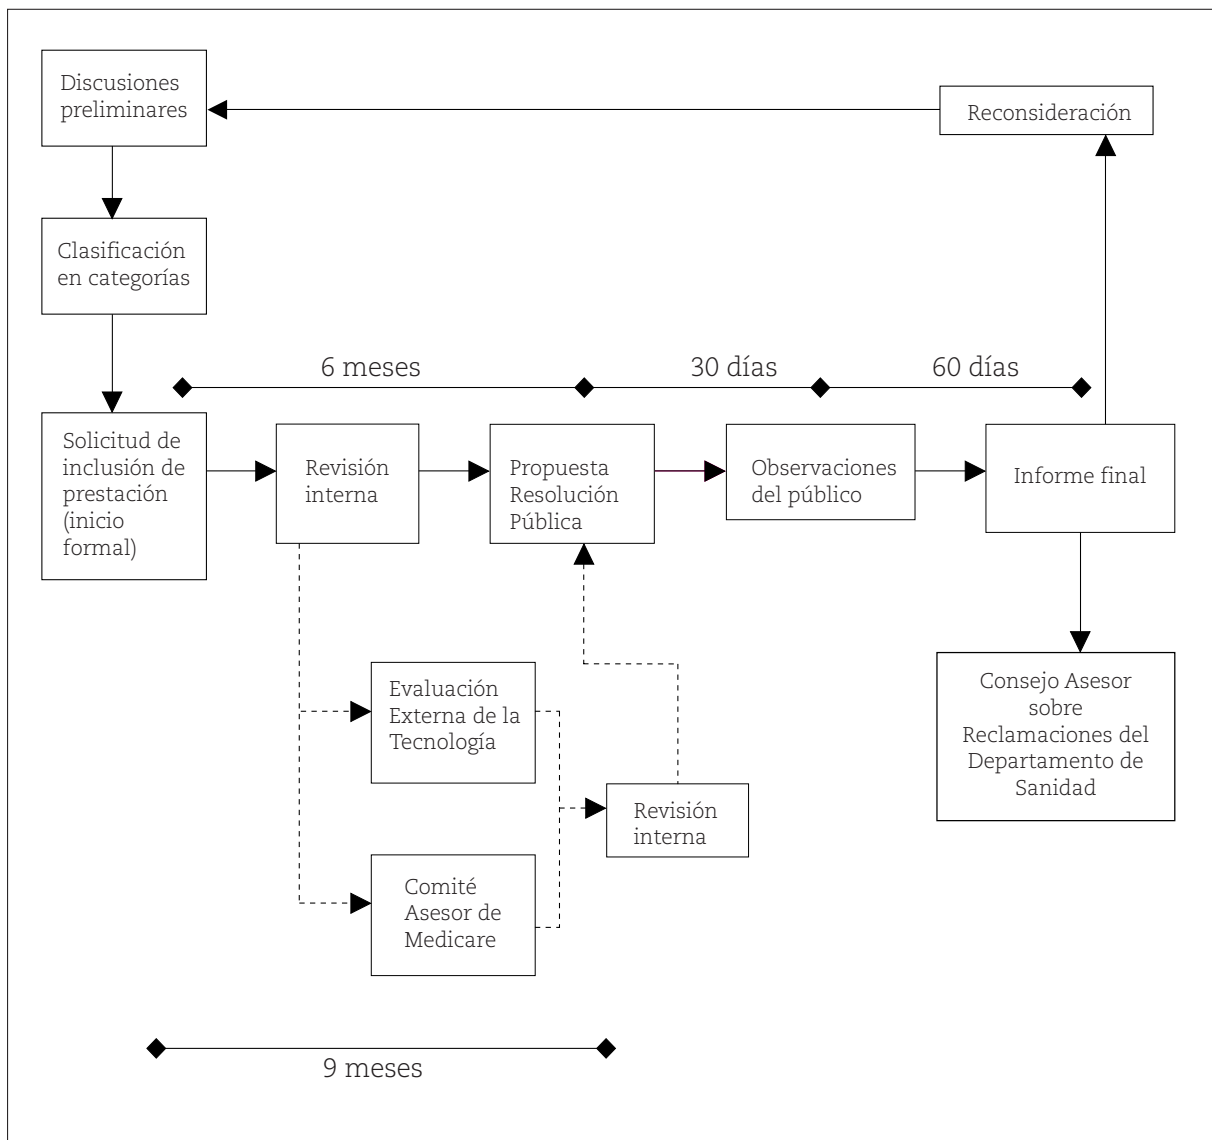 Discusiones
preliminares
Reconsideración
Clasificación
en categorías
6 meses
30 días
60 días
Solicitud de
inclusión de
prestación
(inicio
formal)
Revisión
interna
Propuesta
Resolución
Pública
Observaciones
del público
Informe final
Evaluación
Externa de la
Tecnología
Consejo Asesor
sobre
Reclamaciones del
Departamento de
Sanidad
Revisión
interna
Comité
Asesor de
Medicare
9 meses